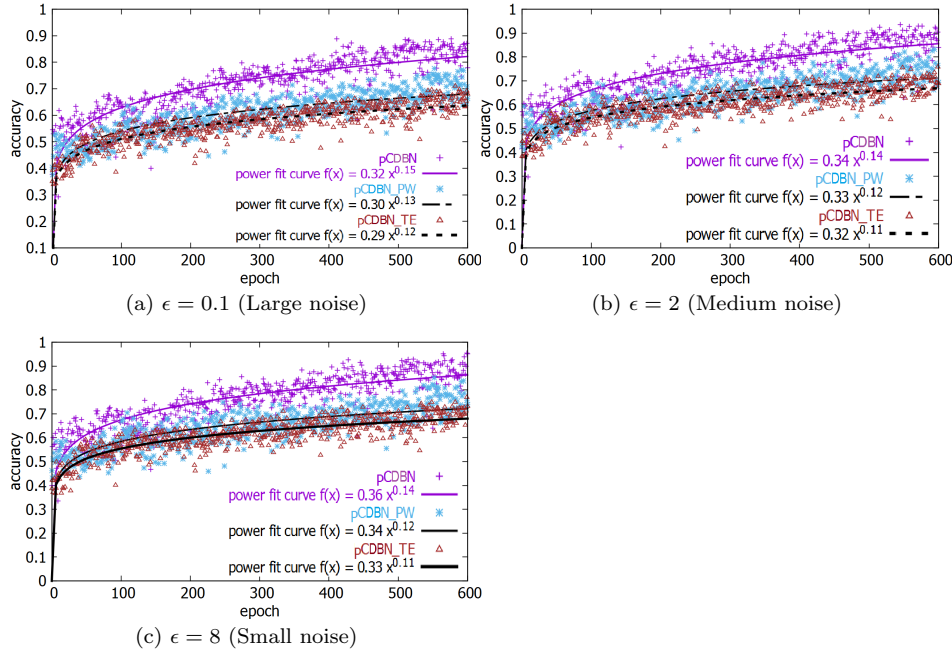 1
0.9
0.8
0.7
0.6
0.5
0.4
0.3
0.2
0.1
accuracy
pCDBN
power fit curve f(x) = 0.32 x^0.15
pCDBN_PW
power fit curve f(x) = 0.30 x^0.13
pCDBN_TE
power fit curve f(x) = 0.29 x^0.12
0 100 200 300 400 500 600
epoch
(a) ϵ = 0.1 (Large noise)
1
0.9
0.8
0.7
0.6
0.5
0.4
0.3
0.2
0.1
0
accuracy
pCDBN
power fit curve f(x) = 0.34 x^0.14
pCDBN_PW
power fit curve f(x) = 0.33 x^0.12
pCDBN_TE
power fit curve f(x) = 0.32 x^0.11
0 100 200 300 400 500 600
epoch
(b) ϵ = 2 (Medium noise)
1
0.9
0.8
0.7
0.6
0.5
0.4
0.3
0.2
0.1
0
accuracy
pCDBN
power fit curve f(x) = 0.36 x^0.14
pCDBN_PW
power fit curve f(x) = 0.34 x^0.12
pCDBN_TE
power fit curve f(x) = 0.33 x^0.11
0 100 200 300 400 500 600
epoch
(c) ϵ = 8 (Small noise)